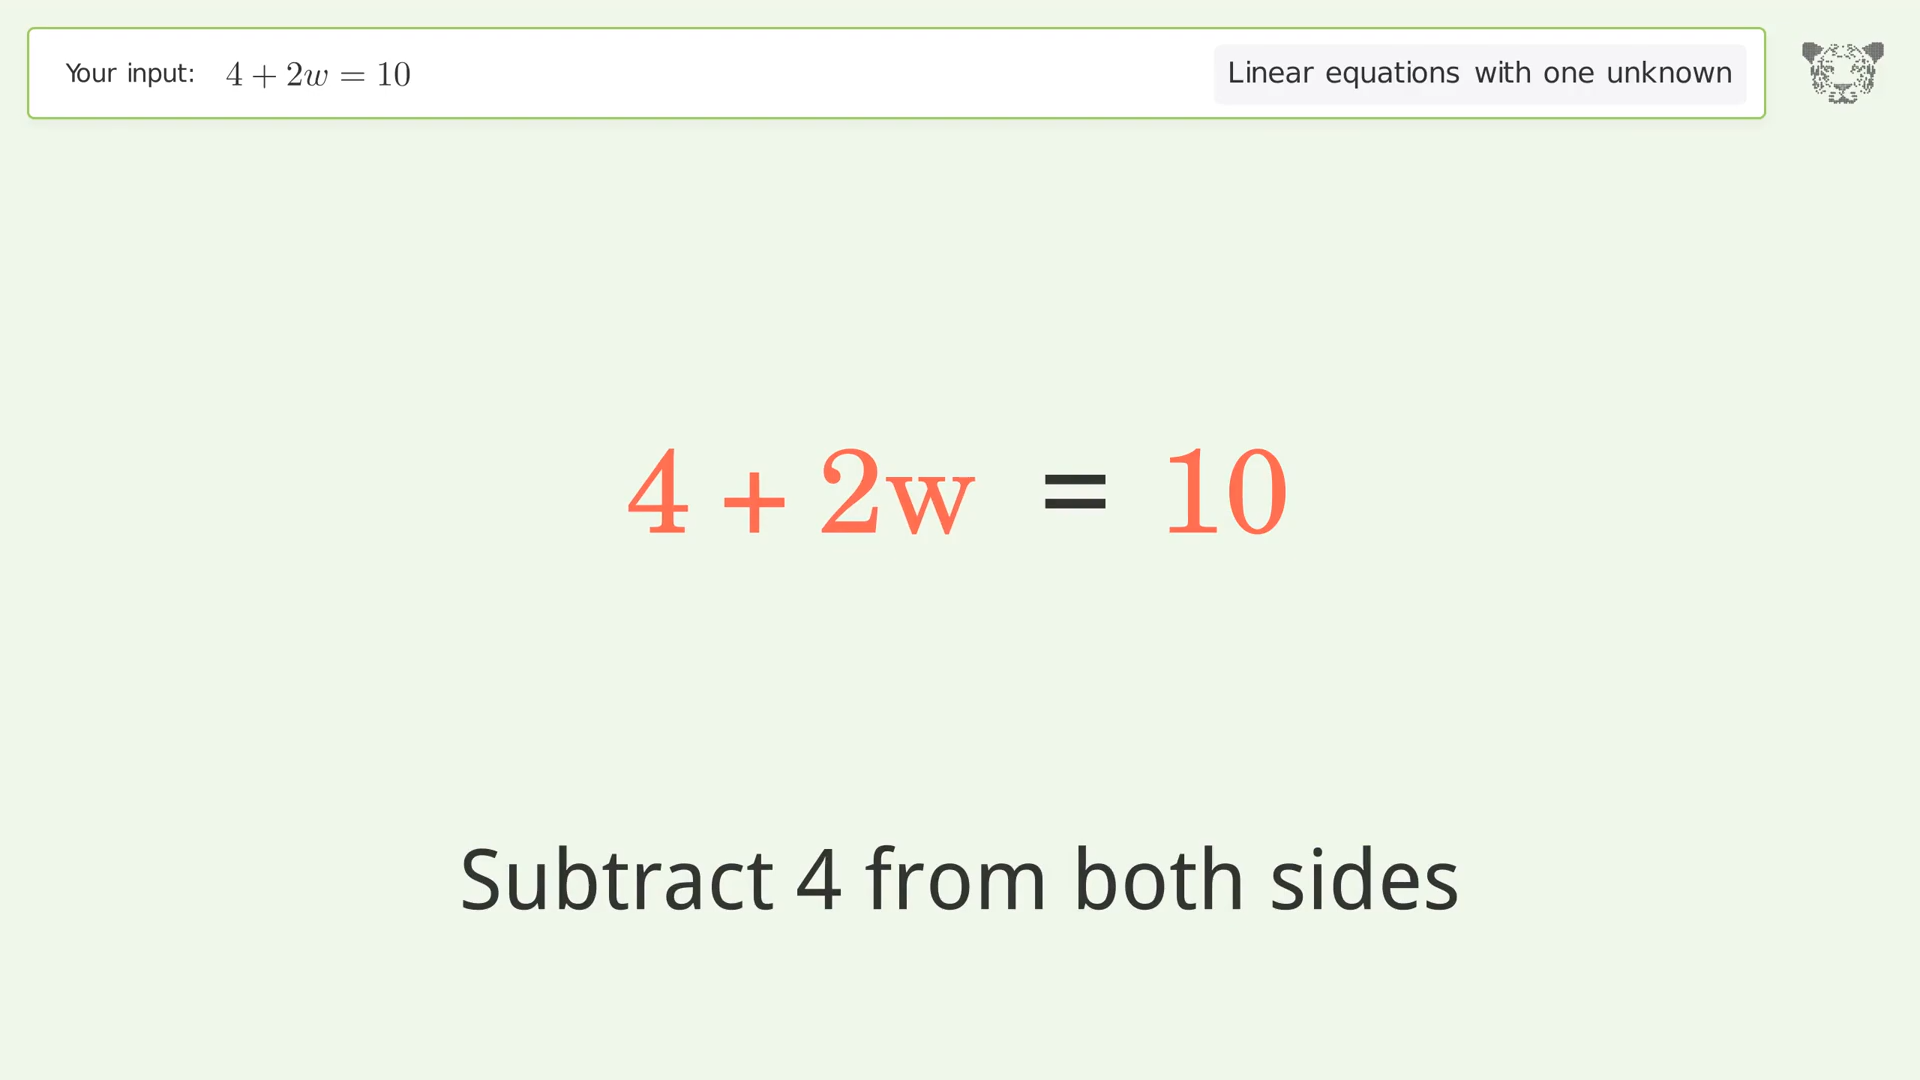 Your input: 4 + 2w = 10
Linear equations with one unknown
4 + 2w = 10
Subtract 4 from both sides